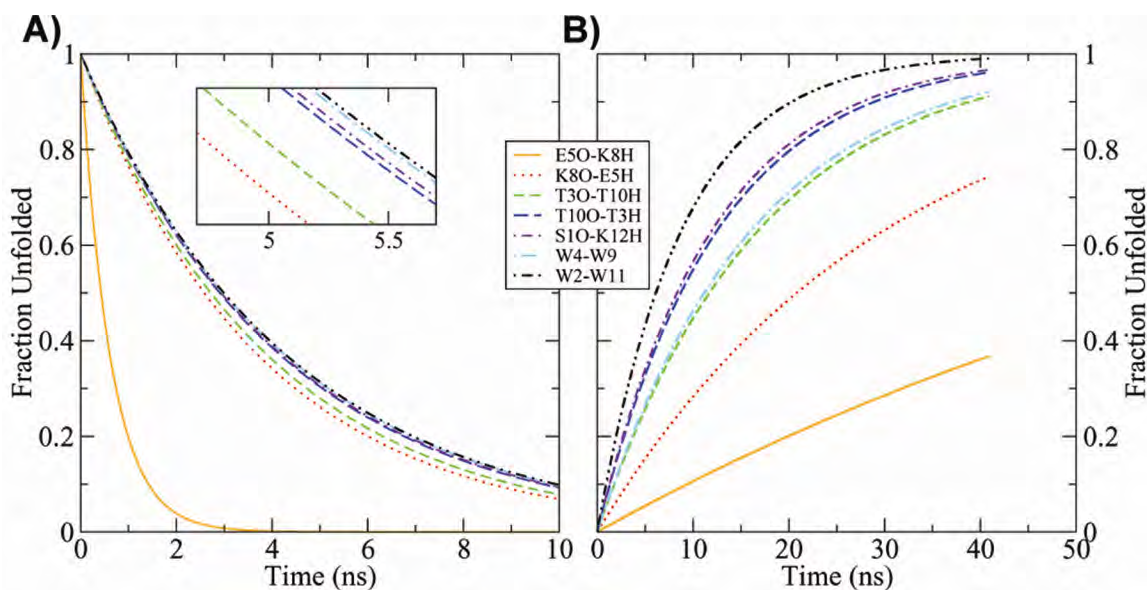 A)
B)
1
0.8
0.6
0.4
0.2
0
Fraction Unfolded
0
2
4
6
8
10
Time (ns)
5
5.5
E5O-K8H
K8O-E5H
T3O-T10H
T10O-T3H
S1O-K12H
W4-W9
W2-W11
0
10
20
30
40
50
Time (ns)
1
0.8
0.6
0.4
0.2
0
Fraction Unfolded